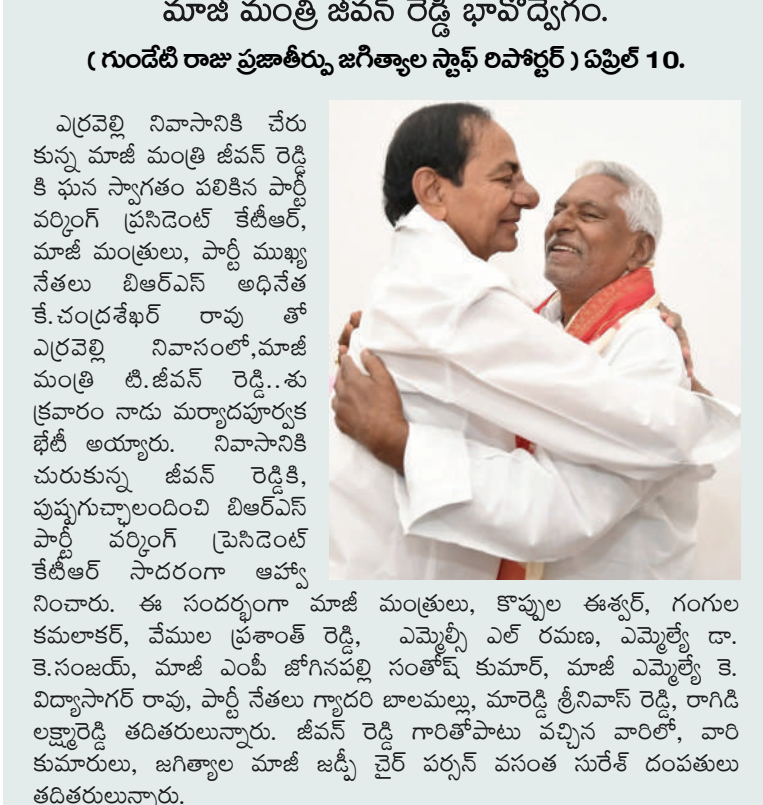 మాజీ మంత్రి జీవన్ రెడ్డి భావోద్వేగం.
( గుండేటి రాజు ప్రజాతీర్పు జగిత్యాల స్టాఫ్ రిపోర్టర్ ) ఏప్రిల్ 10.
ఎర్రవెల్లి నివాసానికి చేరు
కున్న మాజీ మంత్రి జీవన్ రెడ్డి
కి ఘన స్వాగతం పలికిన పార్టీ
వర్కింగ్ ప్రసిడెంట్ కేటీఆర్,
మాజీ మంత్రులు, పార్టీ ముఖ్య
నేతలు బిఆర్ఎస్ అధినేత
కే.చంద్రశేఖర్ రావు తో
ఎర్రవెల్లి నివాసంలో,మాజీ
మంత్రి టి.జీవన్ రెడ్డి..శు
క్రవారం నాడు మర్యాదపూర్వక
భేటీ అయ్యారు. నివాసానికి
చురుకున్న జీవన్ రెడ్డికి,
పుష్పగుచ్ఛాలందించి బిఆర్ఎస్
పార్టీ వర్కింగ్ ప్రెసిడెంట్
కేటీఆర్ సాదరంగా ఆహ్వా
నించారు. ఈ సందర్భంగా మాజీ మంత్రులు, కొప్పుల ఈశ్వర్, గంగుల
కమలాకర్, వేముల ప్రశాంత్ రెడ్డి, ఎమ్మెల్సీ ఎల్ రమణ, ఎమ్మెల్యే డా.
కె.సంజయ్, మాజీ ఎంపీ జోగినపల్లి సంతోష్ కుమార్, మాజీ ఎమ్మెల్యే కె.
విద్యాసాగర్ రావు, పార్టీ నేతలు గ్యాదరి బాలమల్లు, మారెడ్డి శ్రీనివాస్ రెడ్డి, రాగిడి
లక్ష్మారెడ్డి తదితరులున్నారు. జీవన్ రెడ్డి గారితోపాటు వచ్చిన వారిలో, వారి
కుమారులు, జగిత్యాల మాజీ జడ్పీ చైర్ పర్సన్ వసంత సురేశ్ దంపతులు
తదితరులున్నారు.